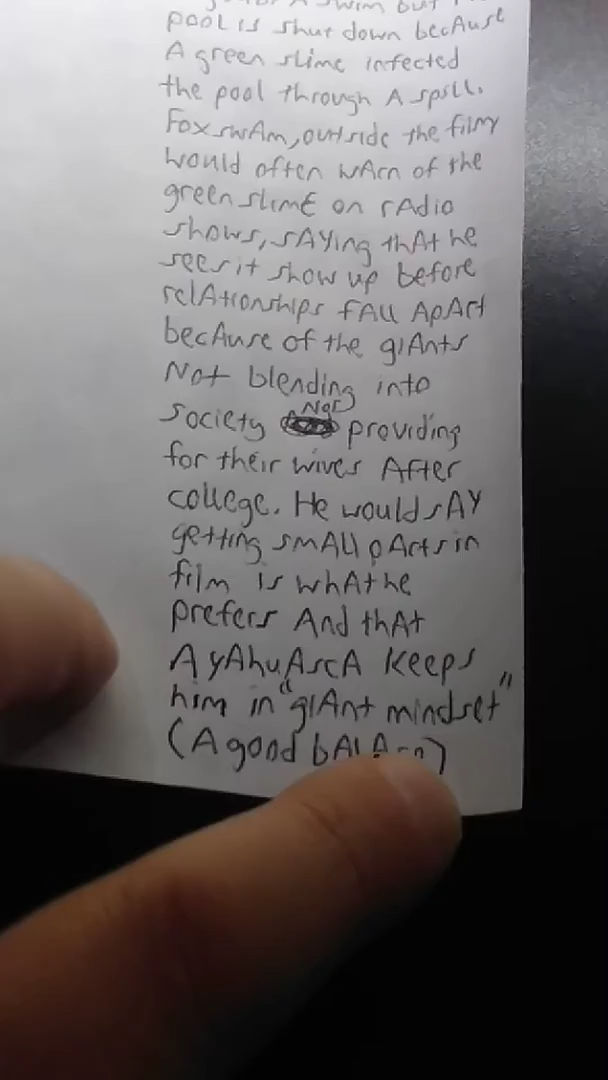 A swim but
pool is shut down becAuse
A green slime infected
the pool through A spill.
Fox swAm, outside the film,
would often wArn of the
green slimE on rAdio
shows, sAying thAt he
sees it show up before
relAtionships fAll ApArt
becAuse of the giAnts
Not blending into
society Nor providing
for their wives After
college. He would sAy
getting smAll pArts in
film is whAt he
prefers And thAt
AyAhuAscA keeps
him in "giAnt mindset"
(A good